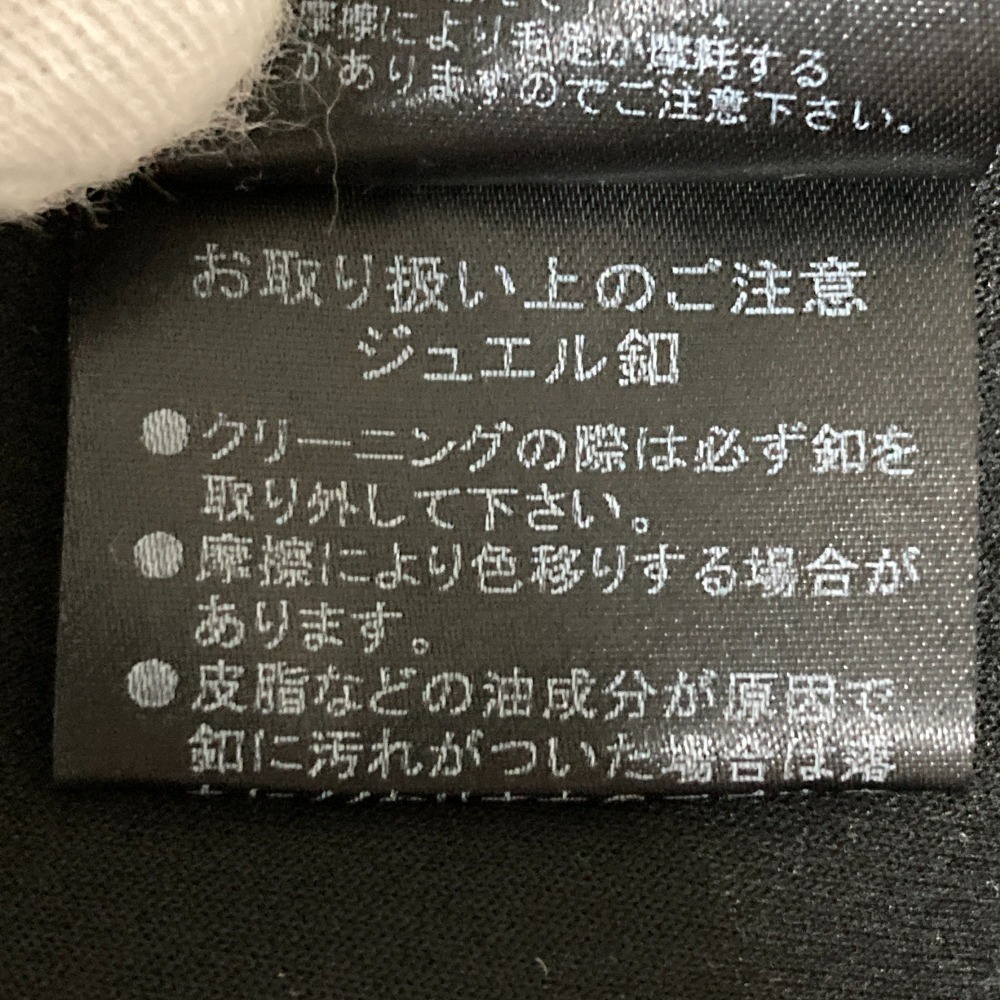 摩擦により毛足が摩耗する
がありますのでご注意下さい。
お取り扱い上のご注意
ジュエル釦
●クリーニングの際は必ず釦を
取り外して下さい。
●摩擦により色移りする場合が
あります。
●皮脂などの油成分が原因で
釦に汚れがついた場合は落